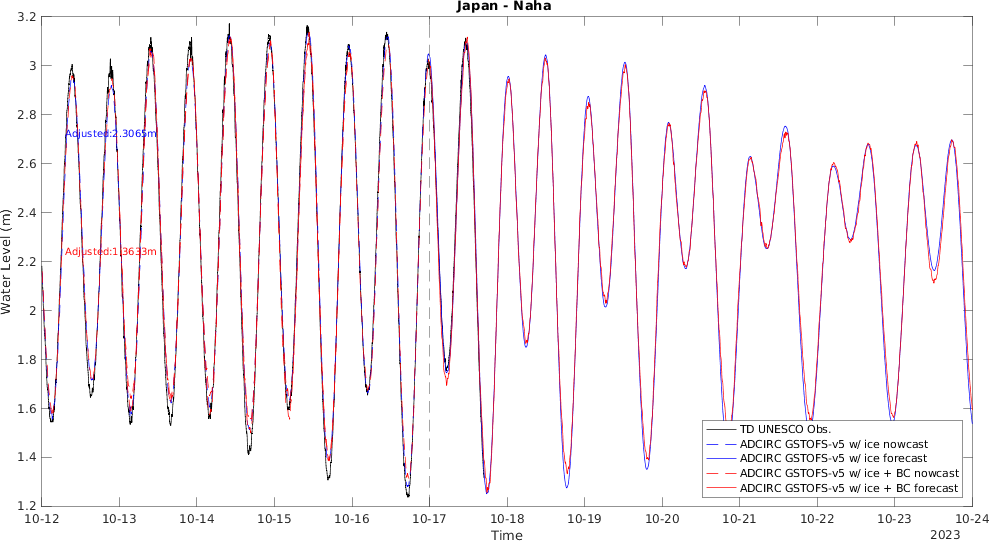 Japan - Naha
3.2
3
2.8
2.6
2.4
2.2
2
1.8
1.6
1.4
1.2
Water Level (m)
Adjusted:2.3065m
Adjusted:1.3633m
TD UNESCO Obs.
ADCIRC GSTOFS-v5 w/ ice nowcast
ADCIRC GSTOFS-v5 w/ ice forecast
ADCIRC GSTOFS-v5 w/ ice + BC nowcast
ADCIRC GSTOFS-v5 w/ ice + BC forecast
10-12 10-13 10-14 10-15 10-16 10-17 10-18 10-19 10-20 10-21 10-22 10-23 10-24
Time
2023